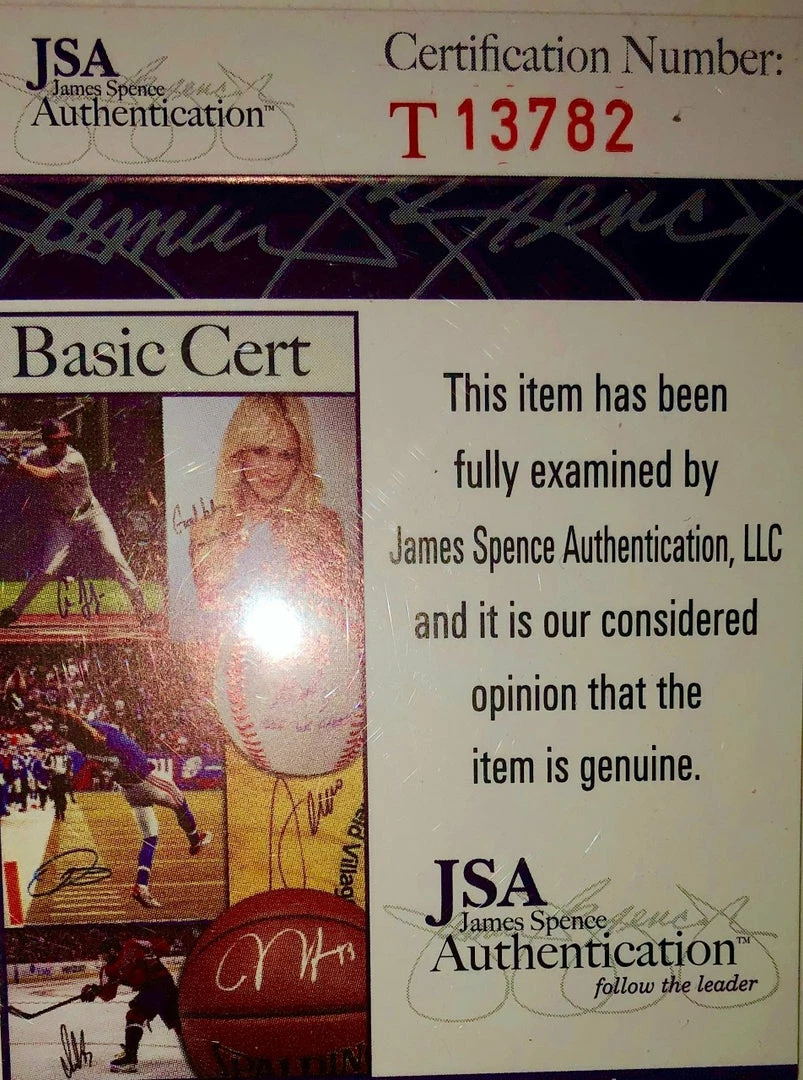 JSA
James Spence
Authentication™
Certification Number:
T 13782
Basic Cert
This item has been
fully examined by
James Spence Authentication, LLC
and it is our considered
opinion that the
item is genuine.
JSA
James Spence
Authentication™
follow the leader
SPALDIN